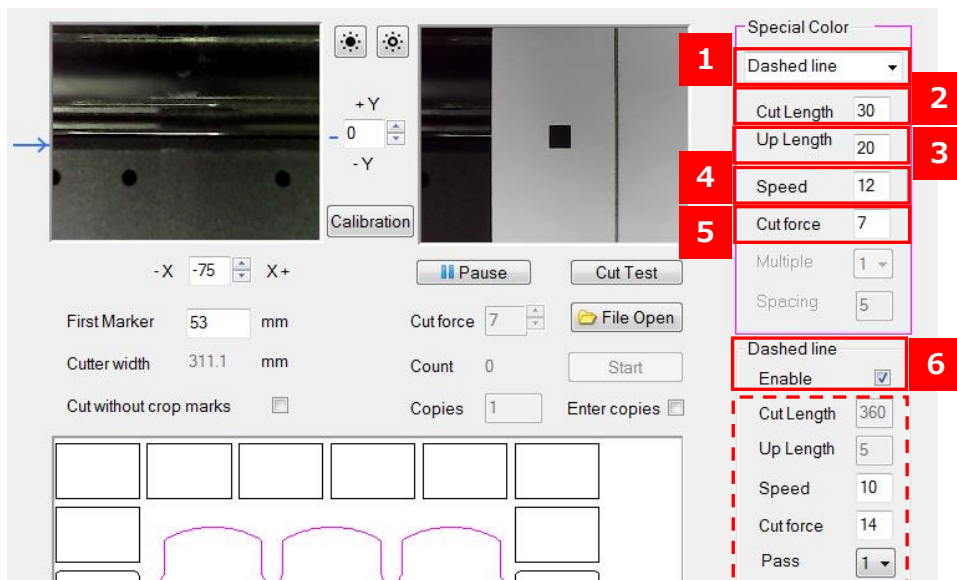 Special Color
1
Dashed line
2
Cut Length 30
Up Length 20
3
4
Speed 12
5
Cut force 7
Multiple 1
Spacing 5
+ Y
0
- Y
Calibration
- X -75 X +
Pause
Cut Test
First Marker 53 mm
Cut force 7
File Open
Cutter width 311.1 mm
Count 0
Start
Cut without crop marks
Copies 1
Enter copies
Dashed line
6
Enable
Cut Length 360
Up Length 5
Speed 10
Cut force 14
Pass 1